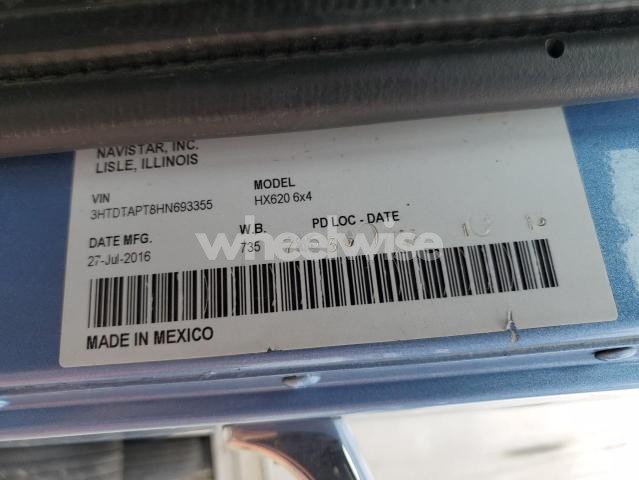 NAVISTAR, INC.
LISLE, ILLINOIS
VIN MODEL
3HTDTAPT8HN693355 HX620 6x4
DATE MFG. W.B. PD LOC - DATE
27-Jul-2016 735
wheelwise
MADE IN MEXICO